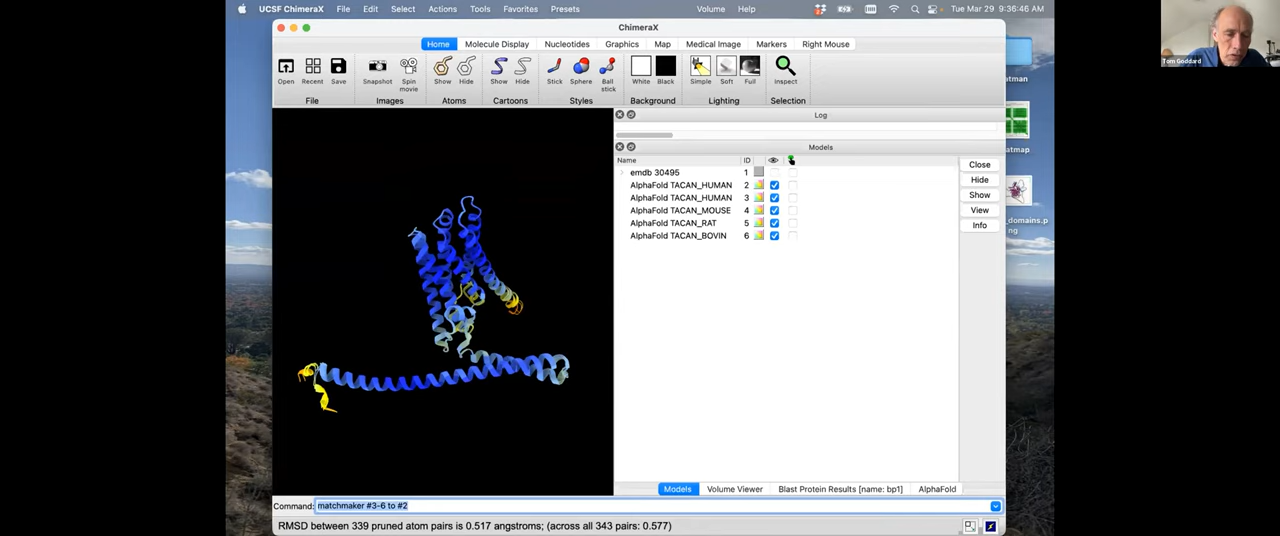 UCSF ChimeraX File Edit Select Actions Tools Favorites Presets Volume Help Tue Mar 29 9:36:46 AM
ChimeraX
Home Molecule Display Nucleotides Graphics Map Medical Image Markers Right Mouse
Open Recent Save Snapshot Spin movie Show Hide Show Hide Stick Sphere Ball stick White Black Simple Soft Full Inspect
File Images Atoms Cartoons Styles Background Lighting Selection
Log
Models
Name ID
emdb 30495 1
AlphaFold TACAN_HUMAN 2
AlphaFold TACAN_HUMAN 3
AlphaFold TACAN_MOUSE 4
AlphaFold TACAN_RAT 5
AlphaFold TACAN_BOVIN 6
Close
Hide
Show
View
Info
Models Volume Viewer Blast Protein Results [name: bp1] AlphaFold
Command: matchmaker #3-6 to #2
RMSD between 339 pruned atom pairs is 0.517 angstroms; (across all 343 pairs: 0.577)
Tom Goddard